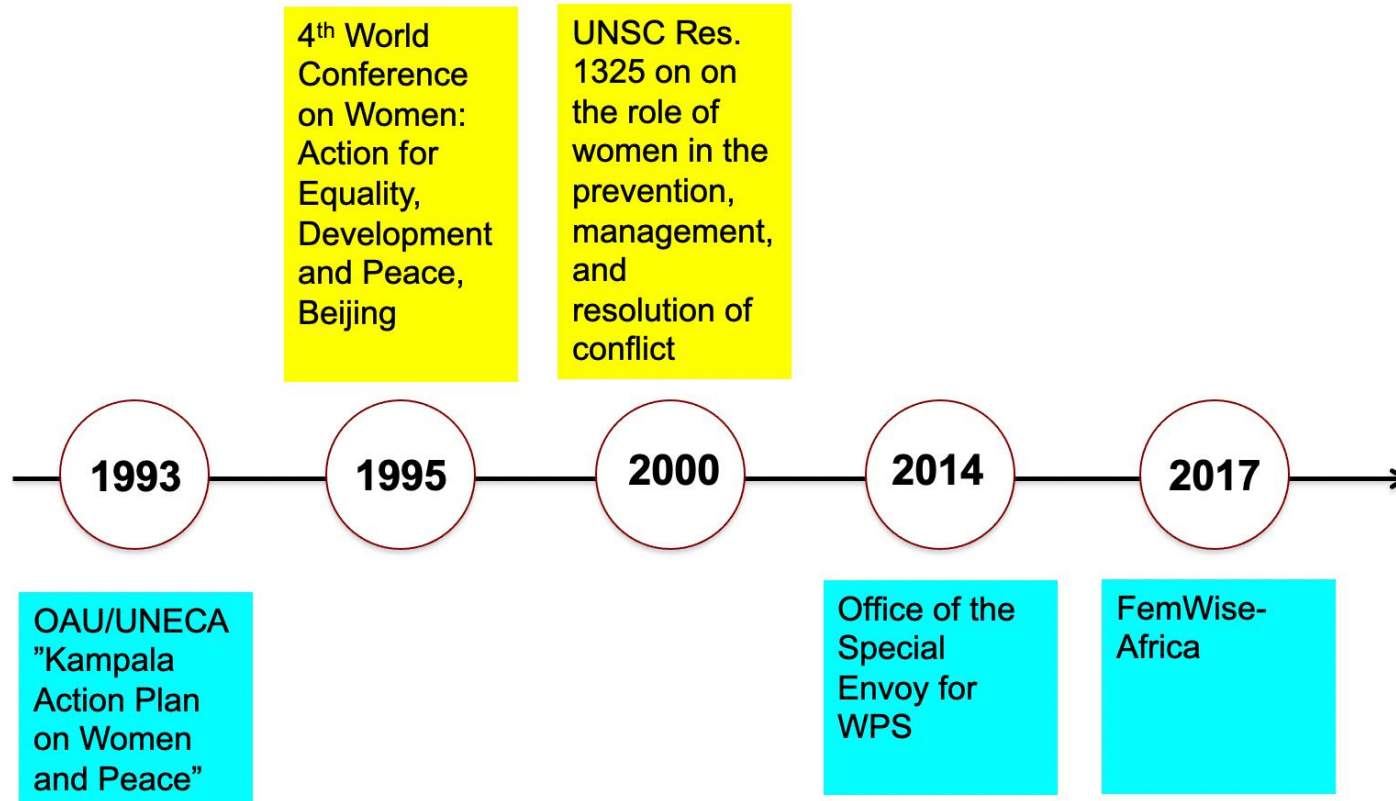 4th World
Conference
on Women:
Action for
Equality,
Development
and Peace,
Beijing
UNSC Res.
1325 on on
the role of
women in the
prevention,
management,
and
resolution of
conflict
1993
1995
2000
2014
2017
OAU/UNECA
”Kampala
Action Plan
on Women
and Peace”
Office of the
Special
Envoy for
WPS
FemWise-
Africa